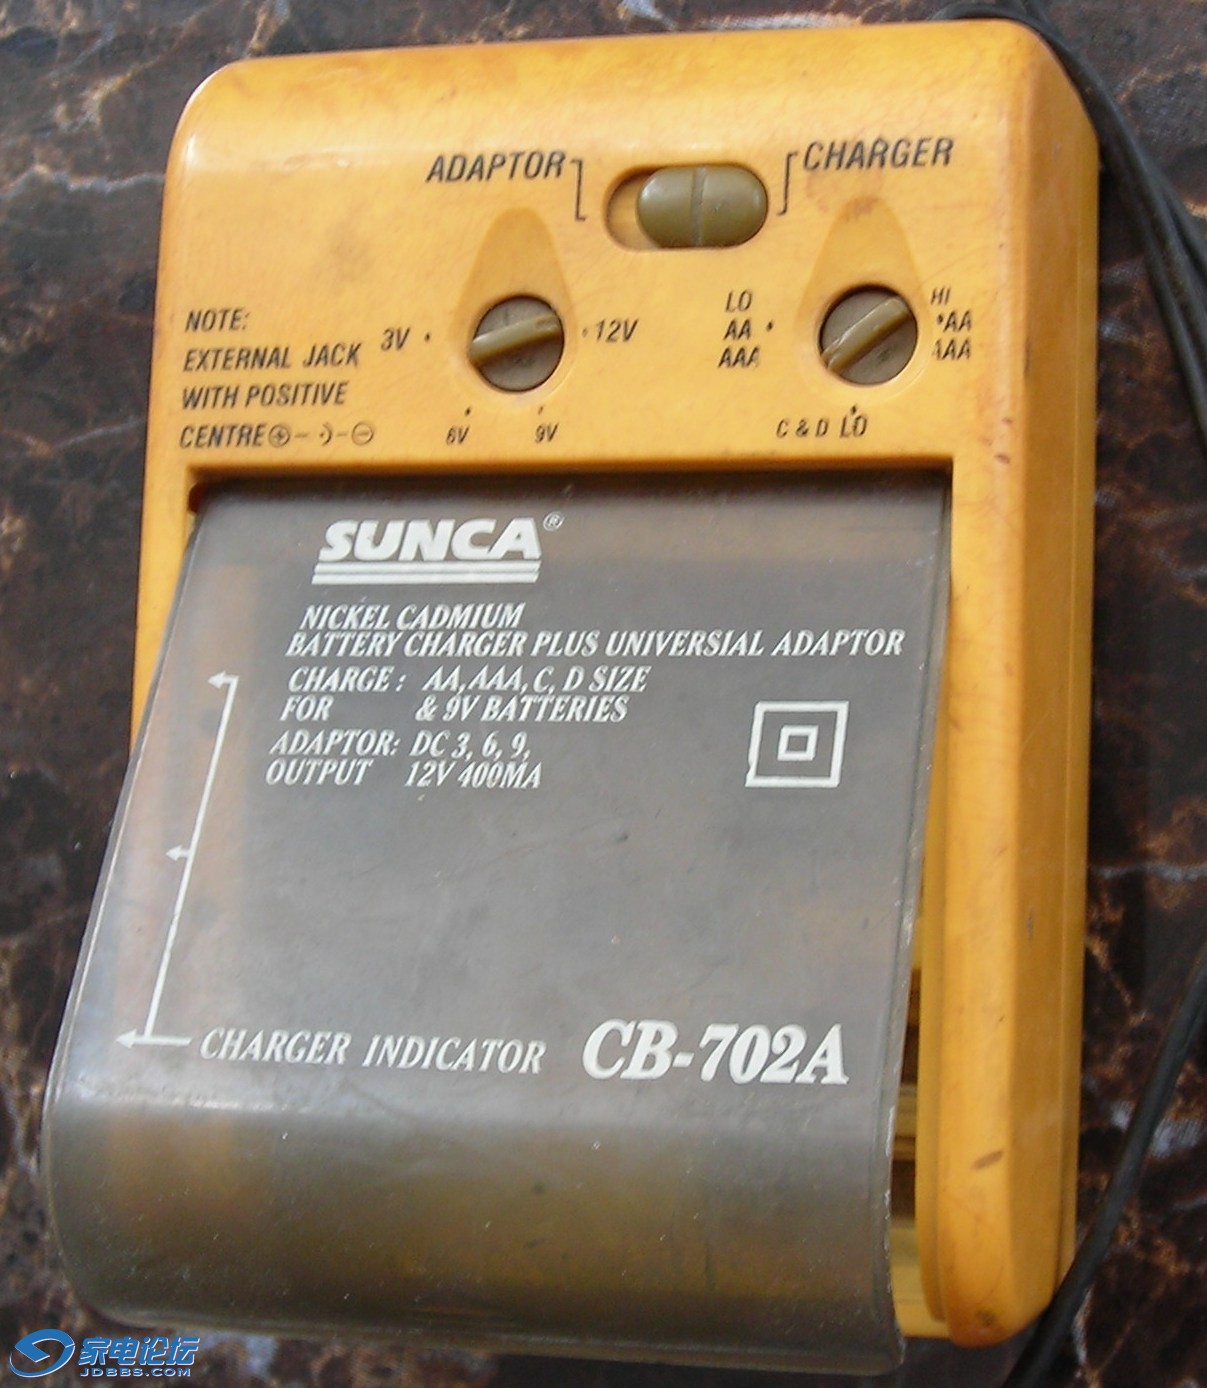 ADAPTOR
CHARGER
NOTE:
EXTERNAL JACK
WITH POSITIVE
CENTRE
3V
12V
6V
9V
LO
AA
AAA
HI
AA
AAA
C & D LO
SUNCA®
NICKEL CADMIUM
BATTERY CHARGER PLUS UNIVERSIAL ADAPTOR
CHARGE : AA, AAA, C, D SIZE
FOR & 9V BATTERIES
ADAPTOR: DC 3, 6, 9,
OUTPUT 12V 400MA
CHARGER INDICATOR CB-702A
家电论坛
JDBBS.COM